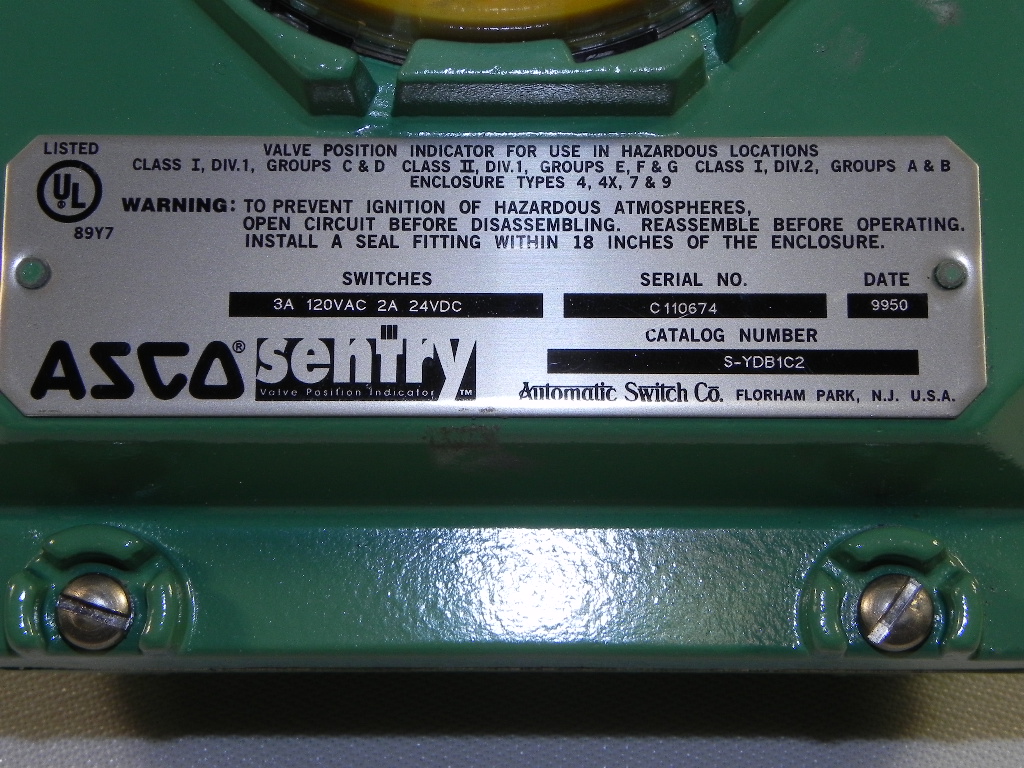 LISTED
UL
®
89Y7
VALVE POSITION INDICATOR FOR USE IN HAZARDOUS LOCATIONS
CLASS I, DIV.1, GROUPS C & D CLASS II, DIV.1, GROUPS E, F & G CLASS I, DIV.2, GROUPS A & B
ENCLOSURE TYPES 4, 4X, 7 & 9
WARNING: TO PREVENT IGNITION OF HAZARDOUS ATMOSPHERES,
OPEN CIRCUIT BEFORE DISASSEMBLING. REASSEMBLE BEFORE OPERATING.
INSTALL A SEAL FITTING WITHIN 18 INCHES OF THE ENCLOSURE.
SWITCHES
3A 120VAC 2A 24VDC
SERIAL NO.
C110674
DATE
9950
CATALOG NUMBER
S-YDB1C2
ASCO®
sentry
Valve Position Indicator ™
Automatic Switch Co. FLORHAM PARK, N.J. U.S.A.